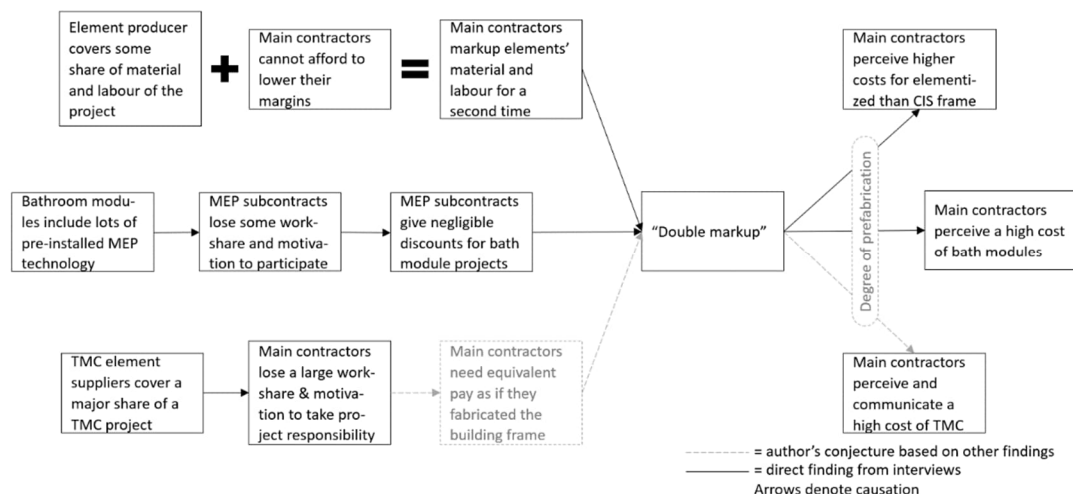 Element producer
covers some
share of material
and labour of the
project
+
Main contractors
cannot afford to
lower their
margins
=
Main contractors
markup elements’
material and
labour for a
second time
Main contractors
perceive higher
costs for elementi-
zed than CIS frame
Bathroom modu-
les include lots of
pre-installed MEP
technology
MEP subcontracts
lose some work-
share and motiva-
tion to participate
MEP subcontracts
give negligible
discounts for bath
module projects
“Double markup”
Degree of prefabrication
Main contractors
perceive a high cost
of bath modules
TMC element
suppliers cover a
major share of a
TMC project
Main contractors
lose a large work-
share & motiva-
tion to take pro-
ject responsibility
Main contractors
need equivalent
pay as if they
fabricated the
building frame
Main contractors
perceive and
communicate a
high cost of TMC
= author’s conjecture based on other findings
= direct finding from interviews
Arrows denote causation